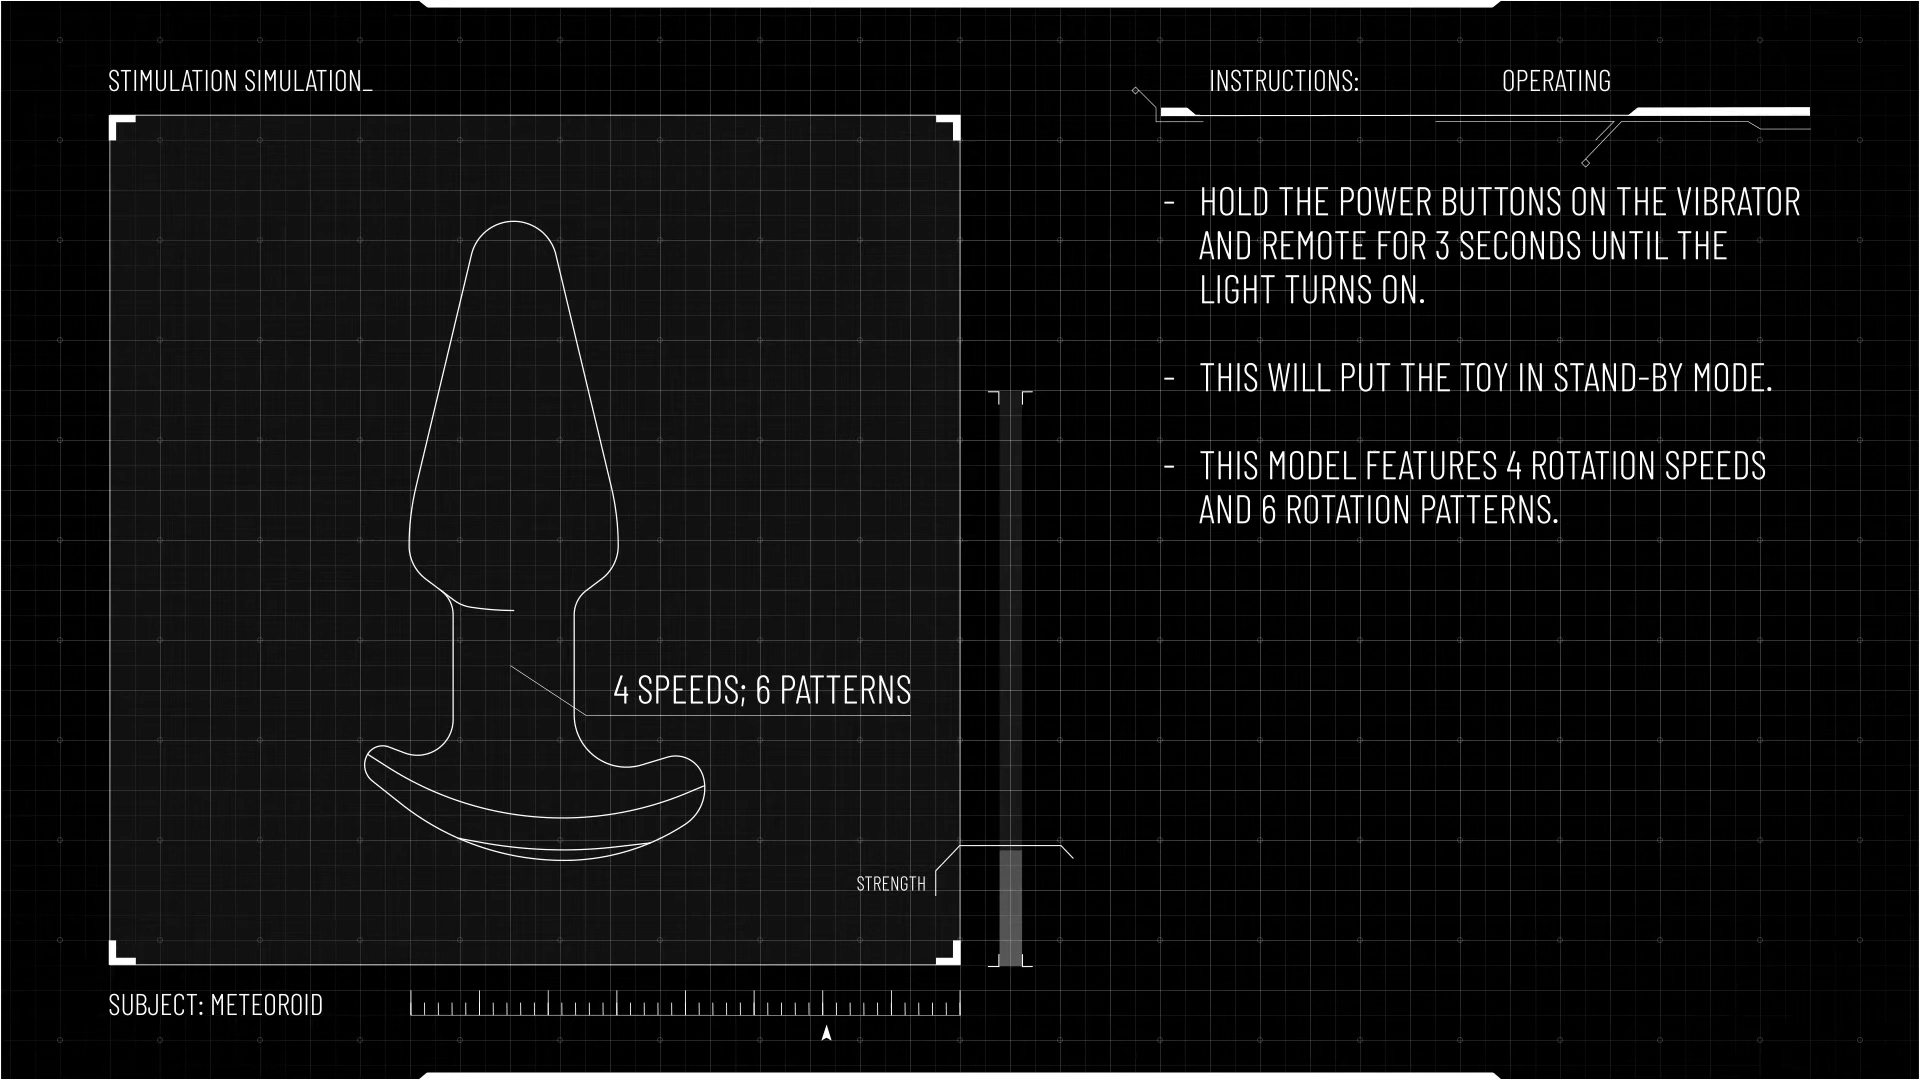 STIMULATION SIMULATION_
INSTRUCTIONS: OPERATING
- HOLD THE POWER BUTTONS ON THE VIBRATOR
AND REMOTE FOR 3 SECONDS UNTIL THE
LIGHT TURNS ON.
- THIS WILL PUT THE TOY IN STAND-BY MODE.
- THIS MODEL FEATURES 4 ROTATION SPEEDS
AND 6 ROTATION PATTERNS.
4 SPEEDS; 6 PATTERNS
STRENGTH
SUBJECT: METEOROID